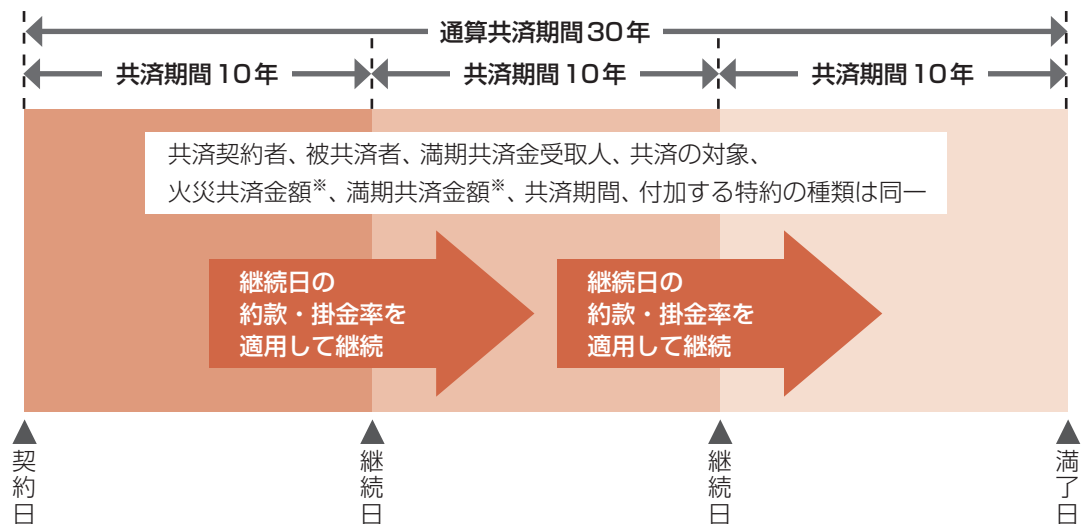 通算共済期間30年
共済期間10年
共済期間10年
共済期間10年
共済契約者、被共済者、満期共済金受取人、共済の対象、
火災共済金額※、満期共済金額※、共済期間、付加する特約の種類は同一
継続日の
約款・掛金率を
適用して継続
継続日の
約款・掛金率を
適用して継続
契約日
継続日
継続日
満了日